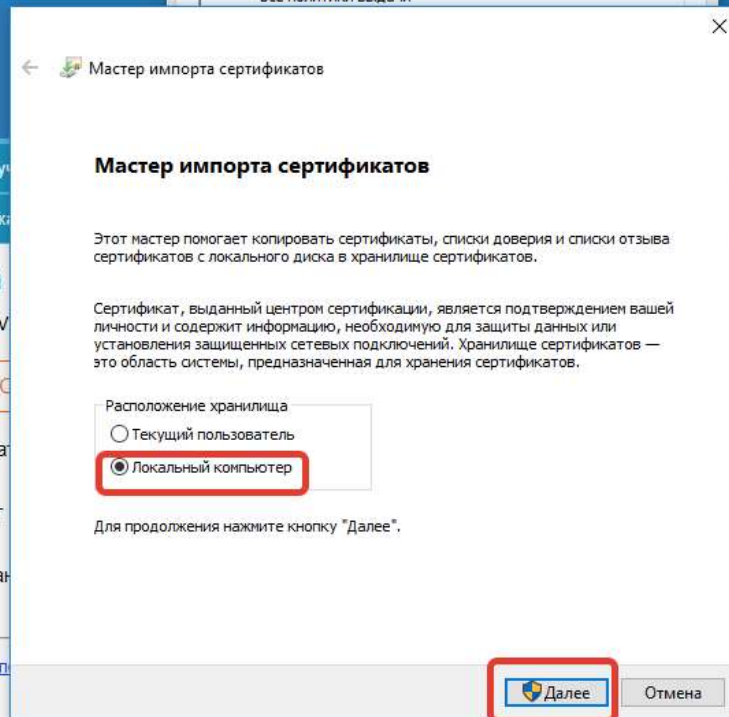 Мастер импорта сертификатов
Мастер импорта сертификатов
Этот мастер помогает копировать сертификаты, списки доверия и списки отзыва
сертификатов с локального диска в хранилище сертификатов.
Сертификат, выданный центром сертификации, является подтверждением вашей
личности и содержит информацию, необходимую для защиты данных или
установления защищенных сетевых подключений. Хранилище сертификатов —
это область системы, предназначенная для хранения сертификатов.
Расположение хранилища
Текущий пользователь
Локальный компьютер
Для продолжения нажмите кнопку "Далее".
Далее
Отмена